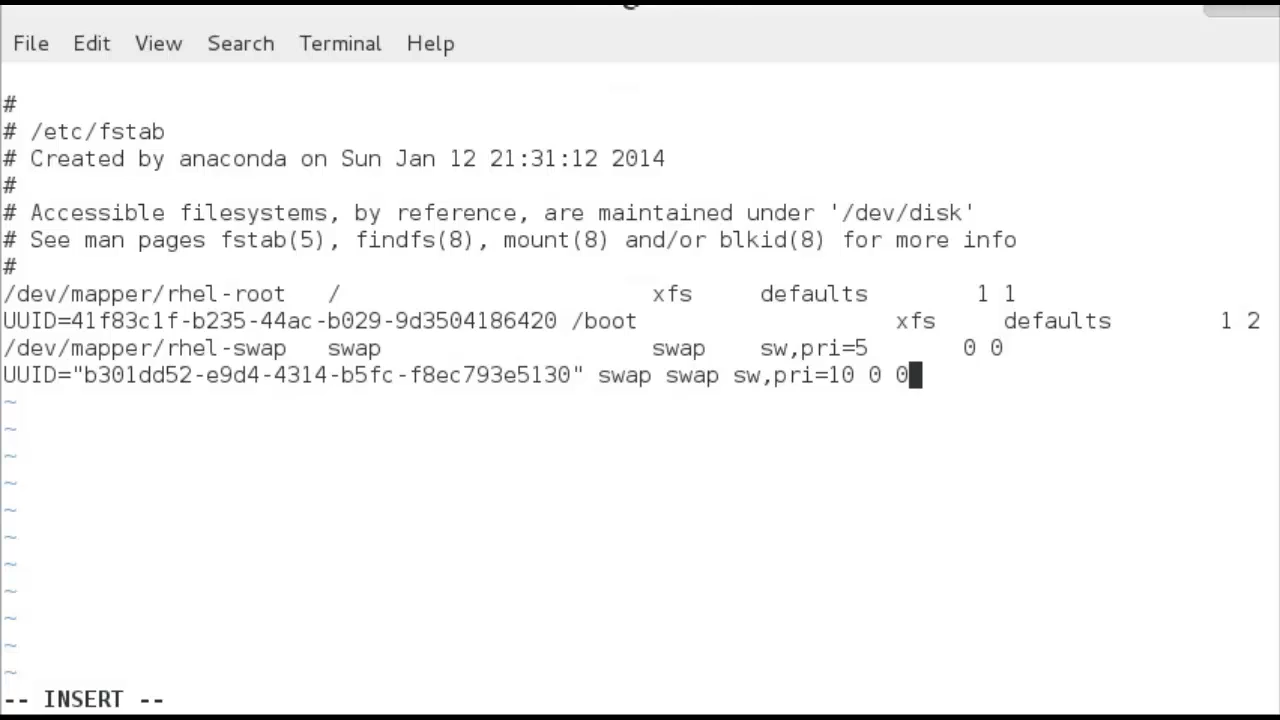 File Edit View Search Terminal Help
#
# /etc/fstab
# Created by anaconda on Sun Jan 12 21:31:12 2014
#
# Accessible filesystems, by reference, are maintained under '/dev/disk'
# See man pages fstab(5), findfs(8), mount(8) and/or blkid(8) for more info
#
/dev/mapper/rhel-root / xfs defaults 1 1
UUID=41f83c1f-b235-44ac-b029-9d3504186420 /boot xfs defaults 1 2
/dev/mapper/rhel-swap swap swap sw,pri=5 0 0
UUID="b301dd52-e9d4-4314-b5fc-f8ec793e5130" swap swap sw,pri=10 0 0
~
~
~
~
~
~
~
~
~
~
~
-- INSERT --